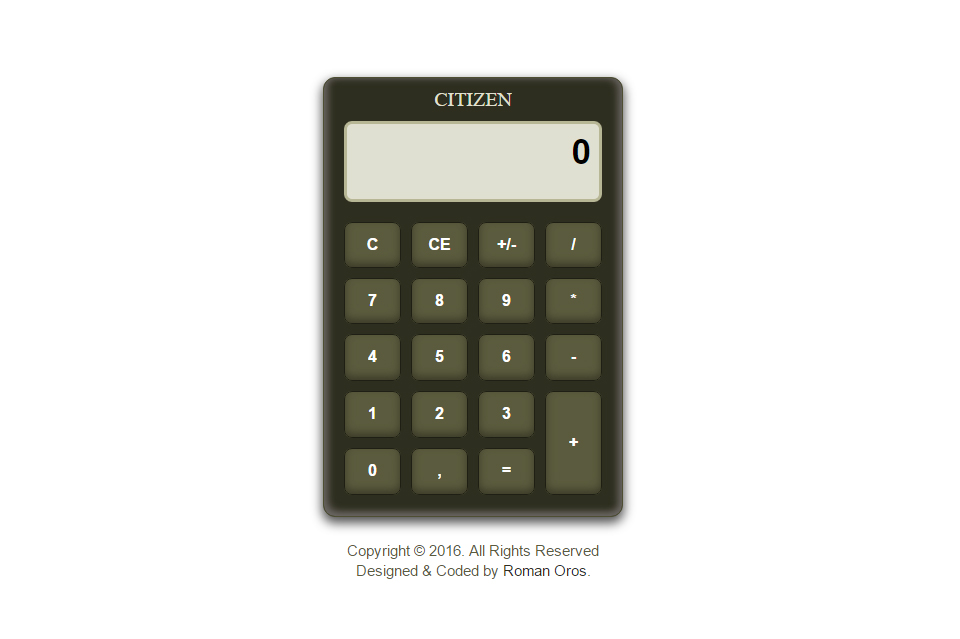 CITIZEN
0
C CE +/- /
7 8 9 *
4 5 6 -
1 2 3
+
0 , =
Copyright © 2016. All Rights Reserved
Designed & Coded by Roman Oros.